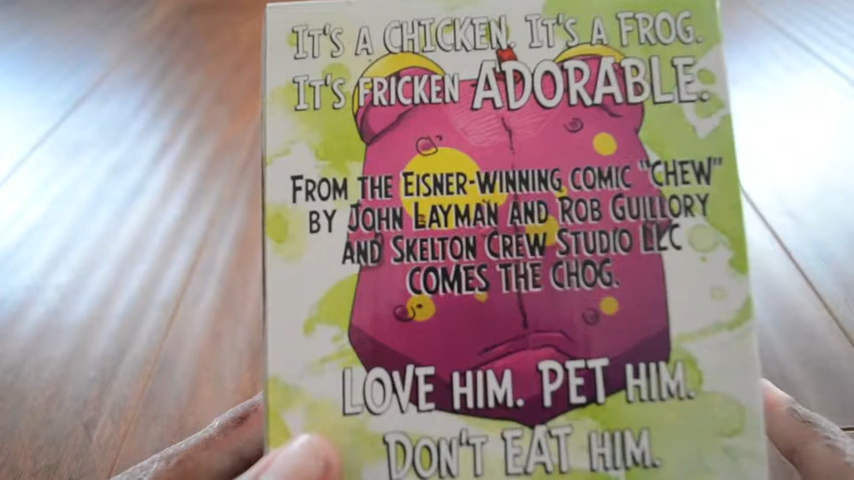 IT'S A CHICKEN. IT'S A FROG.
IT'S FRICKEN ADORABLE.
FROM THE EISNER-WINNING COMIC "CHEW"
BY JOHN LAYMAN AND ROB GUILLORY
AND SKELTON CREW STUDIO LLC
COMES THE CHOG.
LOVE HIM. PET HIM.
DON'T EAT HIM.